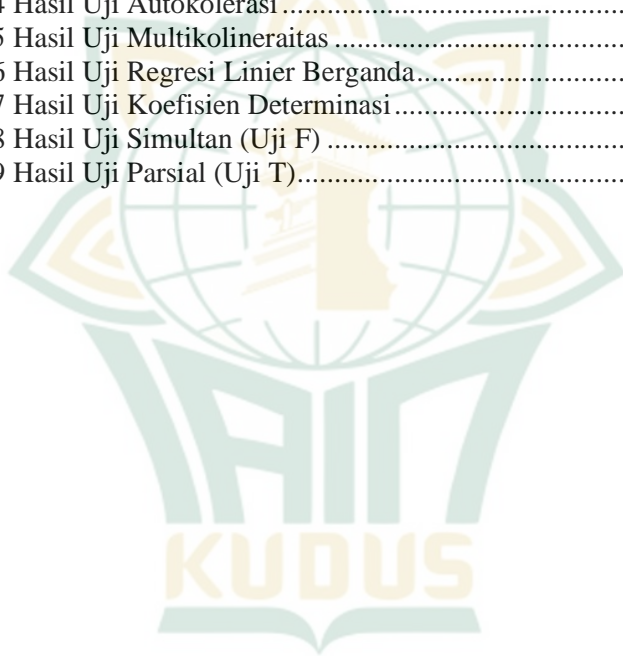 4 Hasil Uji Autokolerasi
5 Hasil Uji Multikolineraitas
6 Hasil Uji Regresi Linier Berganda
7 Hasil Uji Koefisien Determinasi
8 Hasil Uji Simultan (Uji F)
9 Hasil Uji Parsial (Uji T)
IAIN
KUDUS